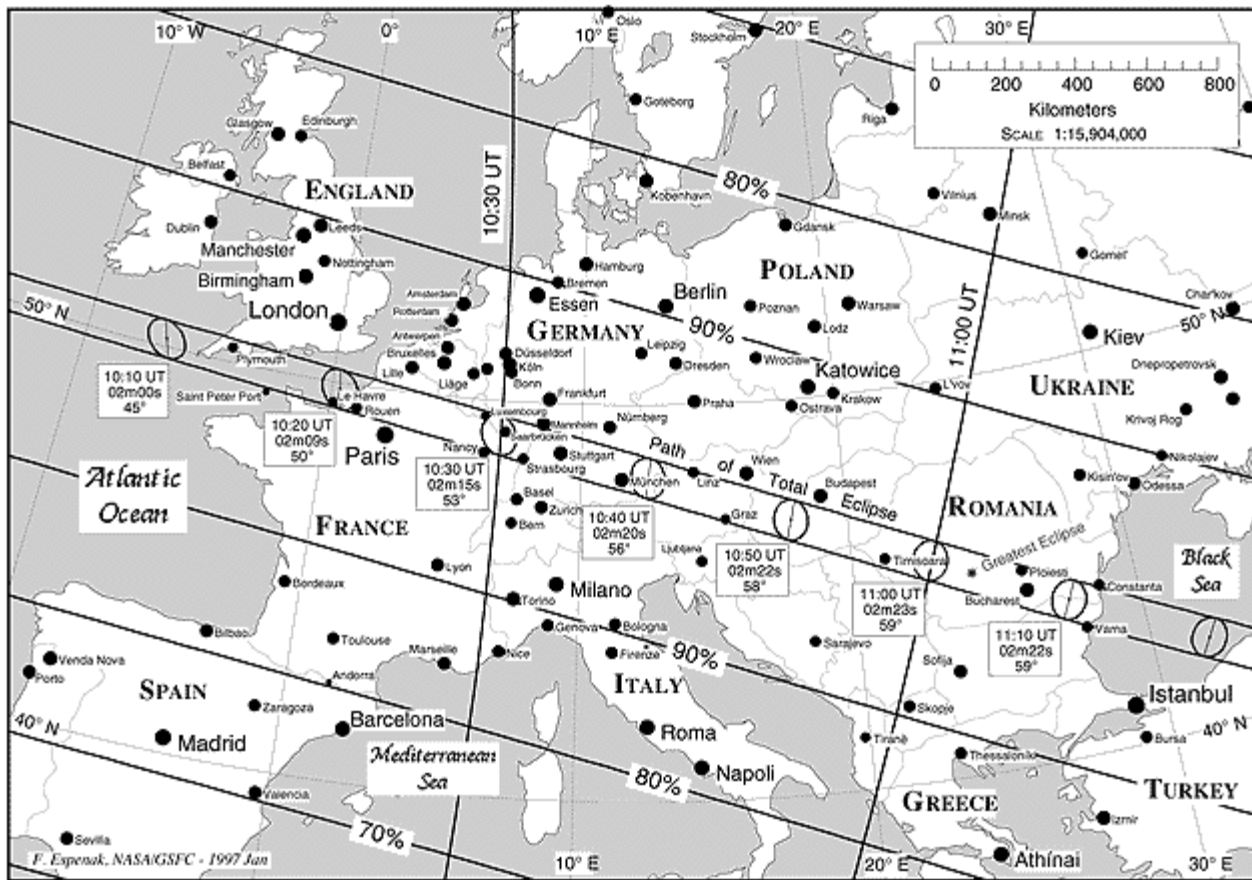 10° W
0°
10° E
20° E
30° E
Oslo
Stockholm
0 200 400 600 800
Kilometers
SCALE 1:15,904,000
Goteborg
Riga
Glasgow
Edinburgh
Belfast
ENGLAND
80%
Kobenhavn
Vilnius
Minsk
Dublin
Leeds
10:30 UT
Gdansk
Manchester
Nottingham
Birmingham
Gomel'
Hamburg
POLAND
Bremen
Amsterdam
Essen
Berlin
Poznan
Warsaw
11:00 UT
Char'kov
50° N
50° N
Rotterdam
London
GERMANY
90%
Lodz
Kiev
Antwerpen
Plymouth
Bruxelles
Düsseldorf
Leipzig
Wroclaw
Köln
Dresden
Katowice
Lille
Liäge
Bonn
Dnepropetrovsk
10:10 UT
02m00s
45°
Saint Peter Port
Le Havre
Rouen
Frankfurt
Praha
Krakow
Ostrava
L'vov
UKRAINE
Krivoj Rog
10:20 UT
02m09s
50°
Luxembourg
Mannheim
Nürnberg
Saarbrücken
Paris
Nancy
Stuttgart
Strasbourg
Path of Total Eclipse
Wien
Nikolajev
Atlantic
Ocean
10:30 UT
02m15s
53°
München
Linz
Budapest
Kisin'ov
Odessa
Basel
Zurich
Bern
FRANCE
10:40 UT
02m20s
56°
Graz
ROMANIA
Ljubljana
10:50 UT
02m22s
58°
Timisoara
Greatest Eclipse
Black
Sea
Lyon
Bordeaux
Milano
11:00 UT
02m23s
59°
Ploiesti
Bucharest
Constanta
Torino
Genova
Bologna
Bilbao
Toulouse
Varna
11:10 UT
02m22s
59°
Marseille
Nice
Firenze
90%
Sarajevo
Sofija
Venda Nova
Porto
Andorra
ITALY
SPAIN
Zaragoza
Skopje
Istanbul
40° N
40° N
Barcelona
Madrid
Roma
Tiranë
Bursa
Mediterranean
Sea
Napoli
Thessaloniki
80%
TURKEY
Valencia
GREECE
70%
Izmir
Sevilla
F. Espenak, NASA/GSFC - 1997 Jan
10° E
20° E
Athínai
30° E